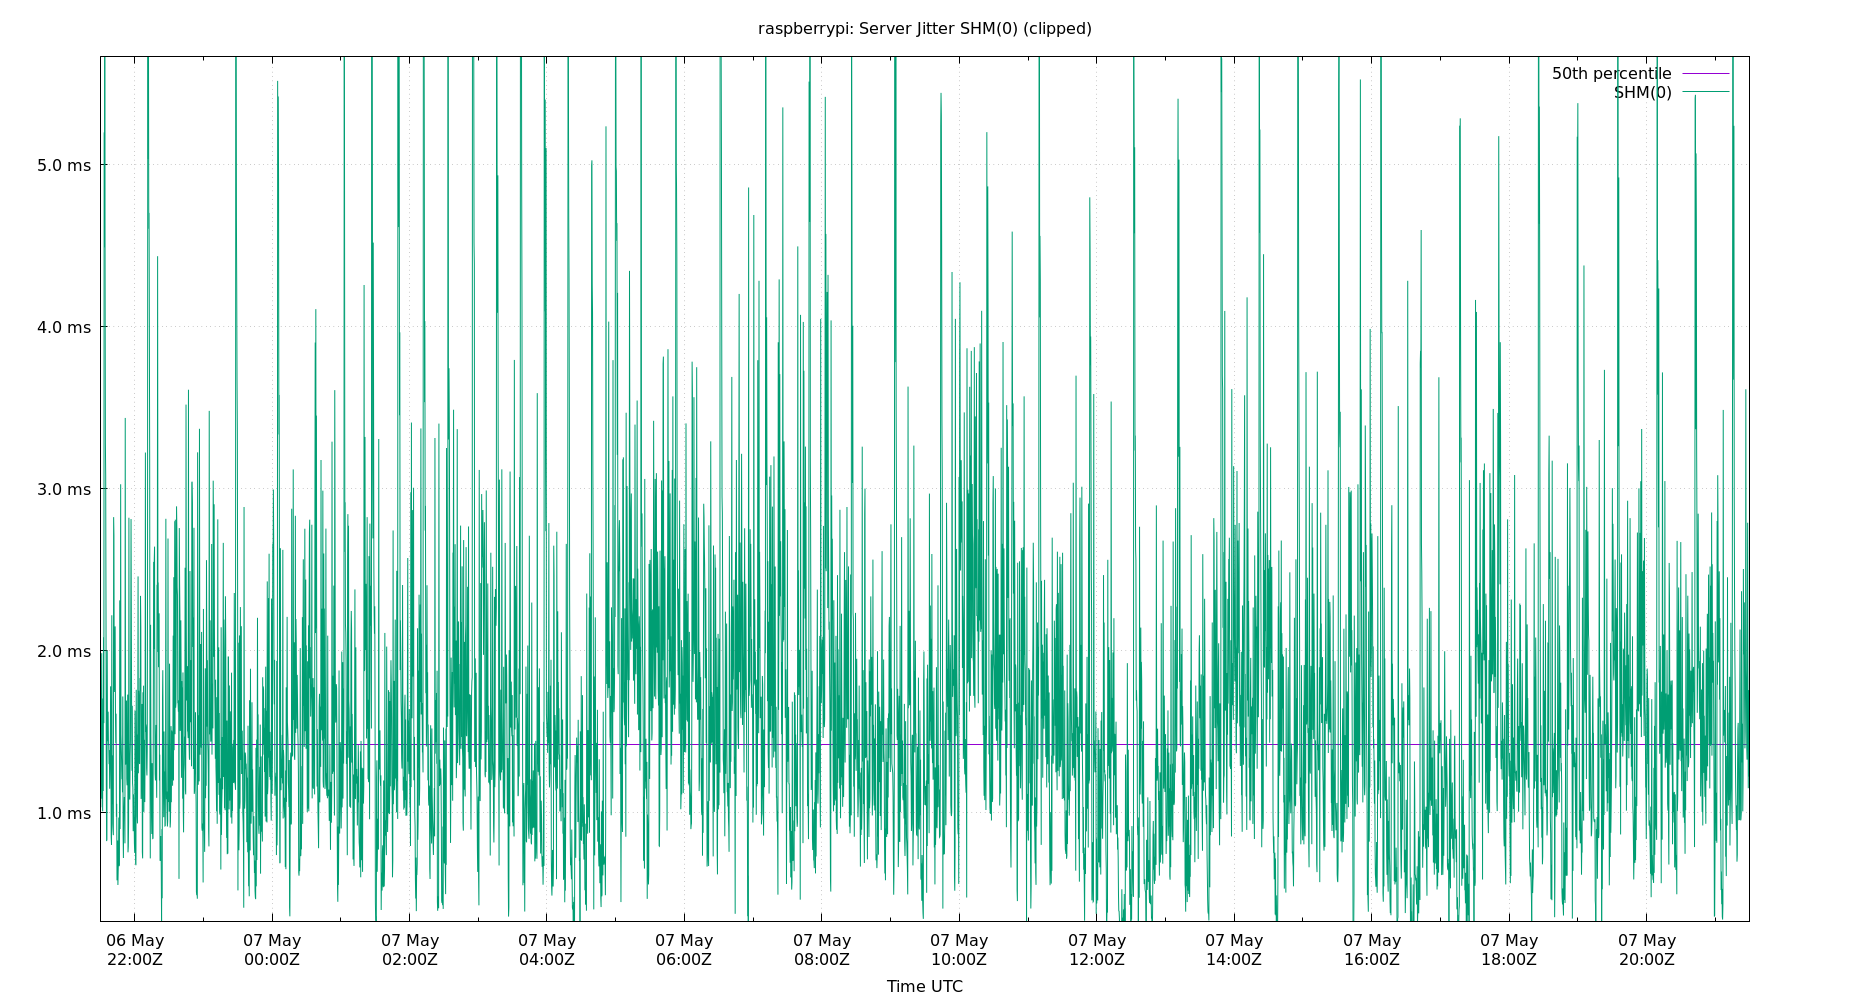 raspberrypi: Server Jitter SHM(0) (clipped)
50th percentile
SHM(0)
5.0 ms
4.0 ms
3.0 ms
2.0 ms
1.0 ms
06 May 07 May 07 May 07 May 07 May 07 May 07 May 07 May 07 May 07 May 07 May 07 May
22:00Z 00:00Z 02:00Z 04:00Z 06:00Z 08:00Z 10:00Z 12:00Z 14:00Z 16:00Z 18:00Z 20:00Z
Time UTC